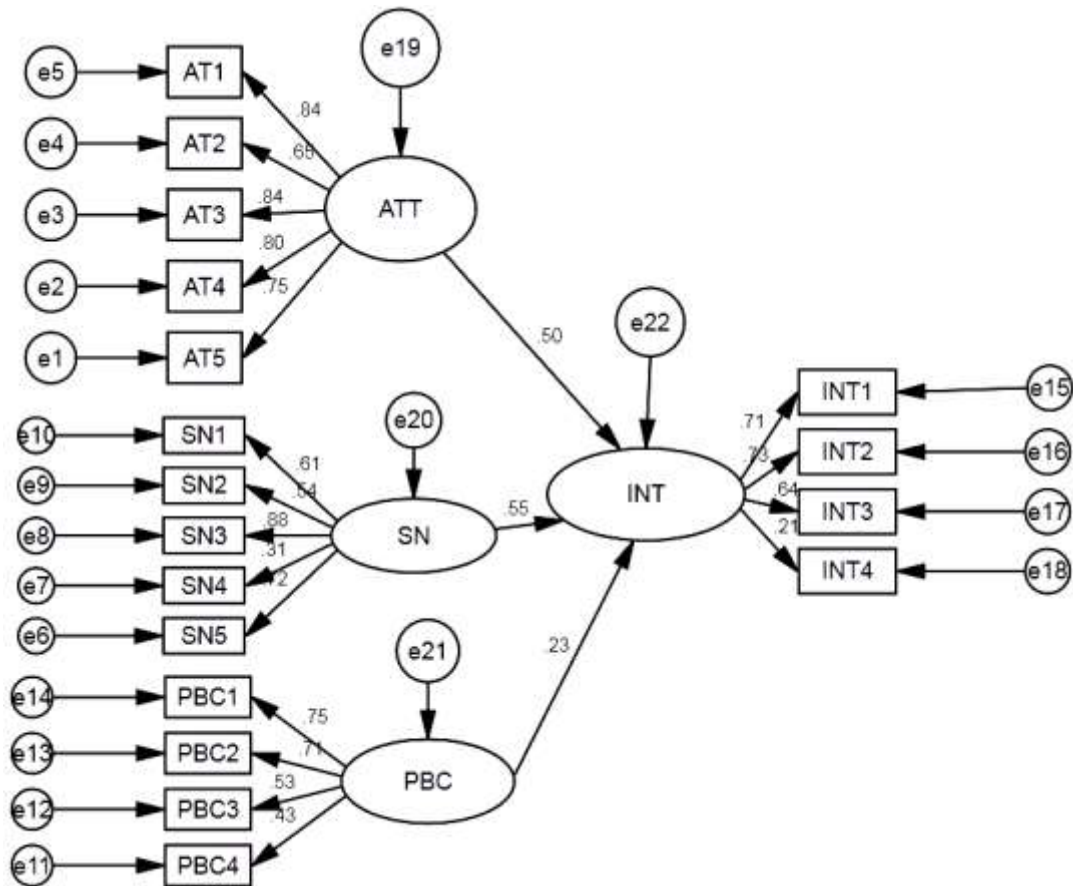 e19
e5 AT1
.84
e4 AT2
.65
e3 AT3
.84
ATT
.80
e2 AT4
.75
e1 AT5
.50
e22
e20
e10 SN1
.61
e9 SN2
.54
e8 SN3
.88
SN
.55
.31
e7 SN4
e6 SN5
INT
INT1 e15
.71
INT2 e16
.73
INT3 e17
.64
INT4 e18
.21
e21
.23
e14 PBC1
.75
e13 PBC2
.71
PBC
e12 PBC3
.53
.43
e11 PBC4